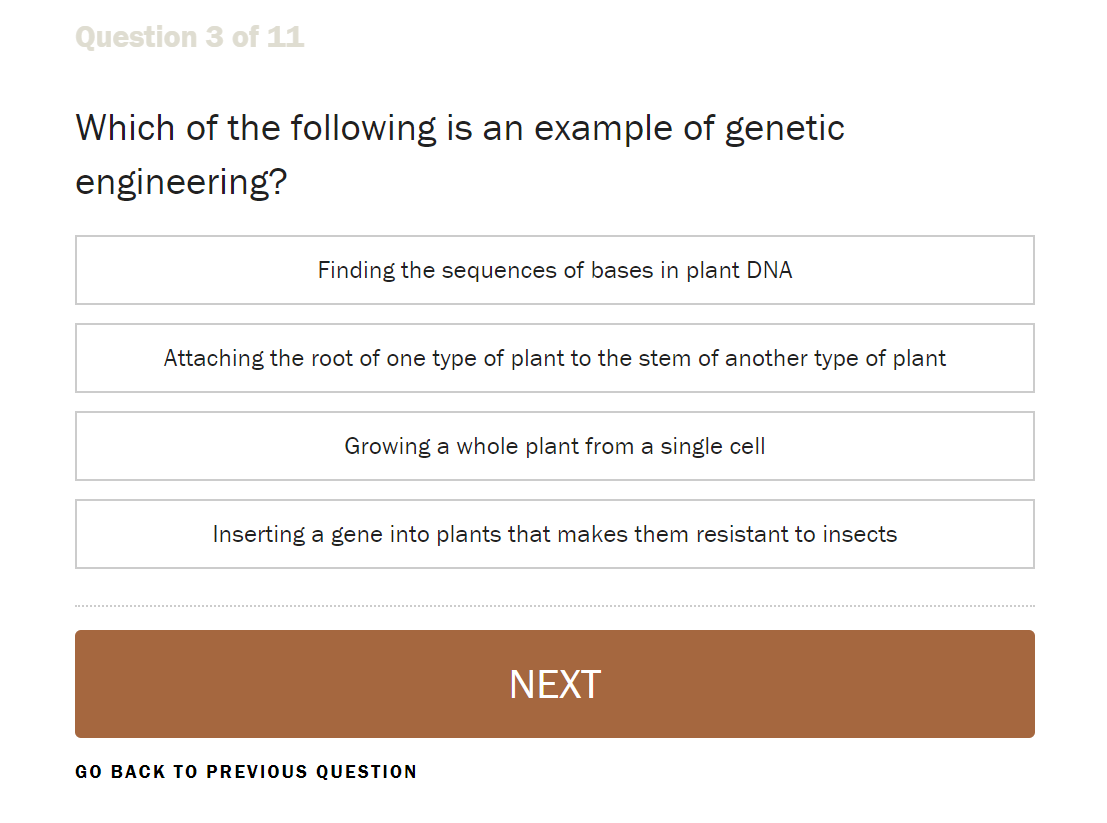 Question 3 of 11
Which of the following is an example of genetic
engineering?
Finding the sequences of bases in plant DNA
Attaching the root of one type of plant to the stem of another type of plant
Growing a whole plant from a single cell
Inserting a gene into plants that makes them resistant to insects
NEXT
GO BACK TO PREVIOUS QUESTION